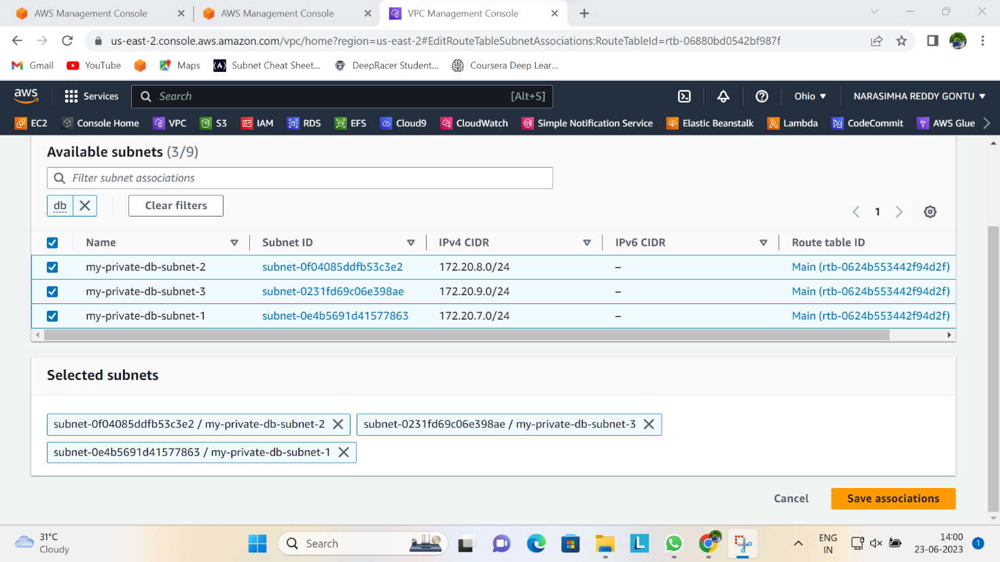 AWS Management Console
AWS Management Console
VPC Management Console
us-east-2.console.aws.amazon.com/vpc/home?region=us-east-2#EditRouteTableSubnetAssociations:RouteTableId=rtb-06880bd0542bf987f
Gmail YouTube Maps Subnet Cheat Sheet... DeepRacer Student... Coursera Deep Lear...
aws Services Search [Alt+S] Ohio NARASIMHA REDDY GONTU
EC2 Console Home VPC S3 IAM RDS EFS Cloud9 CloudWatch Simple Notification Service Elastic Beanstalk Lambda CodeCommit AWS Glue
Available subnets (3/9)
Filter subnet associations
db Clear filters 1
Name Subnet ID IPv4 CIDR IPv6 CIDR Route table ID
my-private-db-subnet-2 subnet-0f04085ddfb53c3e2 172.20.8.0/24 – Main (rtb-0624b553442f94d2f)
my-private-db-subnet-3 subnet-0231fd69c06e398ae 172.20.9.0/24 – Main (rtb-0624b553442f94d2f)
my-private-db-subnet-1 subnet-0e4b5691d41577863 172.20.7.0/24 – Main (rtb-0624b553442f94d2f)
Selected subnets
subnet-0f04085ddfb53c3e2 / my-private-db-subnet-2 subnet-0231fd69c06e398ae / my-private-db-subnet-3
subnet-0e4b5691d41577863 / my-private-db-subnet-1
Cancel Save associations
31°C
Cloudy
Search
L
ENG
IN
14:00
23-06-2023
1